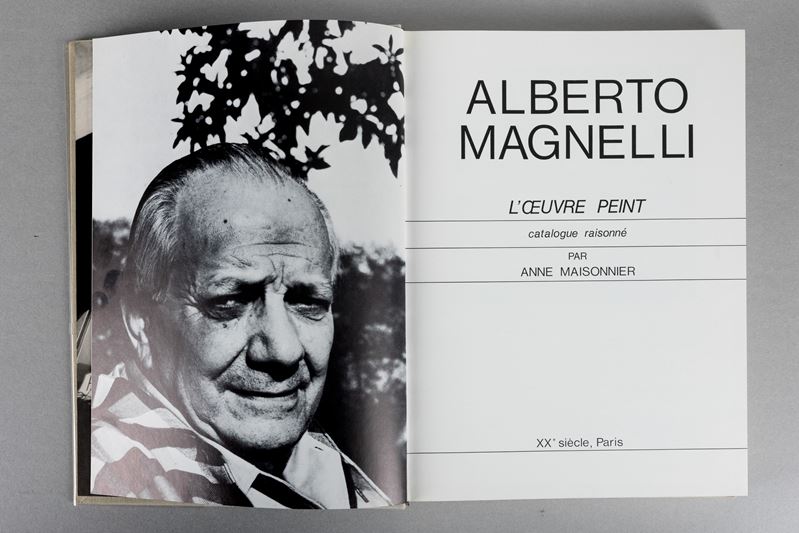 ALBERTO
MAGNELLI
L'ŒUVRE PEINT
catalogue raisonné
PAR
ANNE MAISONNIER
XXe siècle, Paris